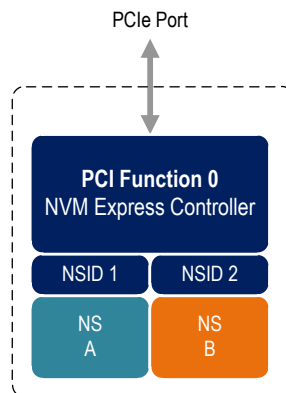 PCIe Port
PCI Function 0
NVM Express Controller
NSID 1
NSID 2
NS
A
NS
B